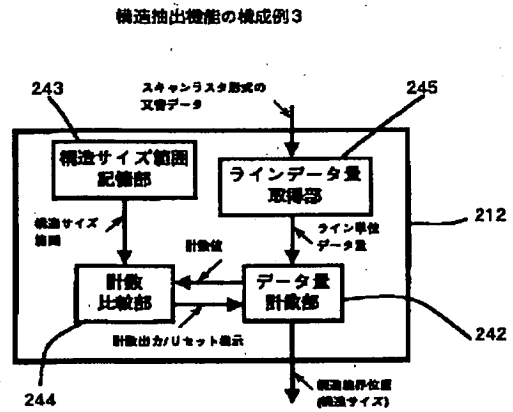 構造抽出機能の構成例3
243
スキャンラスタ形式の
文書データ
245
構造サイズ範囲
記憶部
ラインデータ量
取得部
212
構造サイズ
範囲
ライン単位
データ量
計数値
計数
比較部
データ量
計数部
計数出力/リセット指示
242
244
構造境界位置
(構造サイズ)